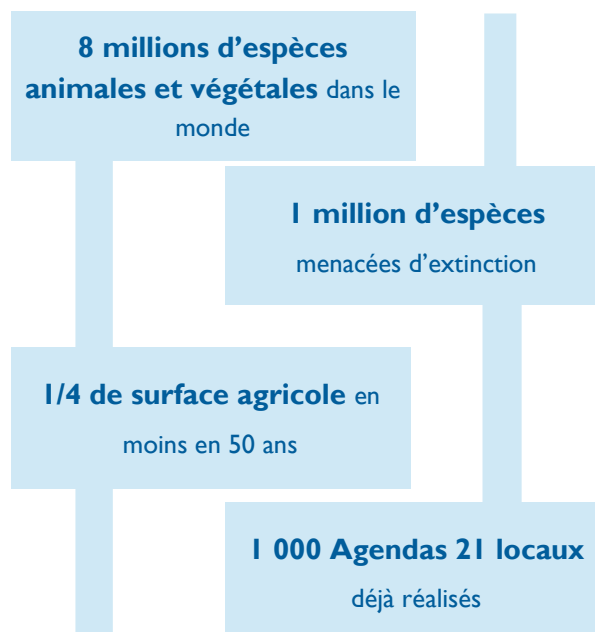 8 millions d'espèces
animales et végétales dans le
monde
1 million d'espèces
menacées d'extinction
1/4 de surface agricole en
moins en 50 ans
1 000 Agendas 21 locaux
déjà réalisés